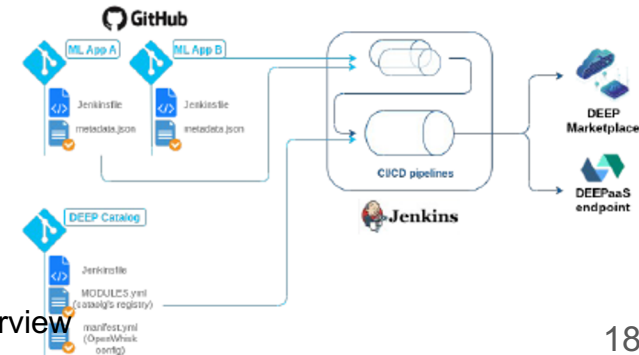 GitHub
ML App A
ML App B
Jenkinsfile
metadata.json
Jenkinsfile
metadata.json
CI/CD pipelines
Jenkins
DEEP
Marketplace
DEEPaaS
endpoint
DEEP Catalog
Jenkinsfile
MODULES.yml
(catalg's registry)
manifest.yml
(OpenWhisk
config)
rview
18